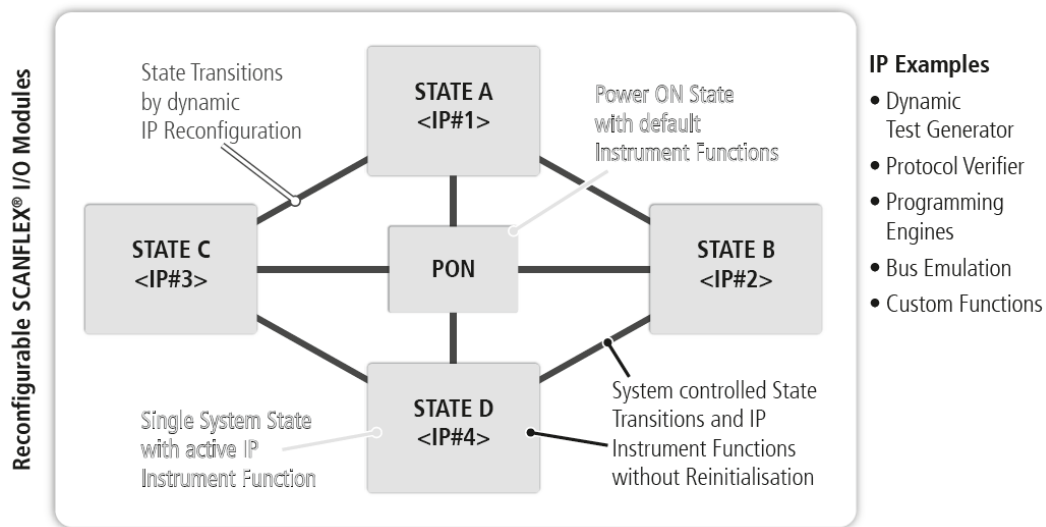 Reconfigurable SCANFLEX® I/O Modules
State Transitions
by dynamic
IP Reconfiguration
STATE A
<IP#1>
Power ON State
with default
Instrument Functions
STATE C
<IP#3>
PON
STATE B
<IP#2>
Single System State
with active IP
Instrument Function
STATE D
<IP#4>
System controlled State
Transitions and IP
Instrument Functions
without Reinitialisation
IP Examples
• Dynamic
Test Generator
• Protocol Verifier
• Programming
Engines
• Bus Emulation
• Custom Functions